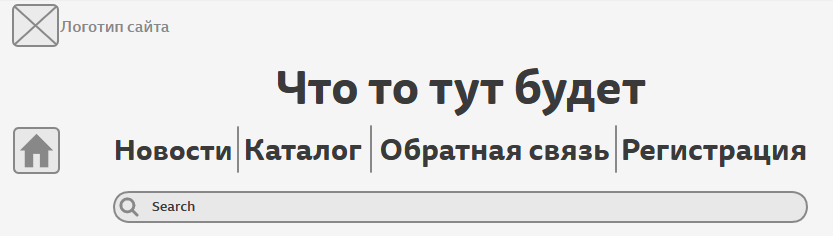 Логотип сайта
Что то тут будет
Новости Каталог Обратная связь Регистрация
Search